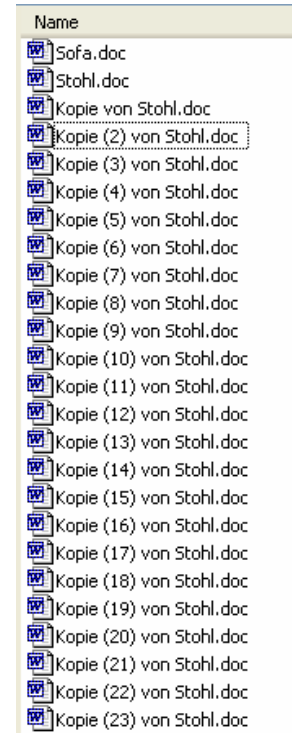 Name
Sofa.doc
Stohl.doc
Kopie von Stohl.doc
Kopie (2) von Stohl.doc
Kopie (3) von Stohl.doc
Kopie (4) von Stohl.doc
Kopie (5) von Stohl.doc
Kopie (6) von Stohl.doc
Kopie (7) von Stohl.doc
Kopie (8) von Stohl.doc
Kopie (9) von Stohl.doc
Kopie (10) von Stohl.doc
Kopie (11) von Stohl.doc
Kopie (12) von Stohl.doc
Kopie (13) von Stohl.doc
Kopie (14) von Stohl.doc
Kopie (15) von Stohl.doc
Kopie (16) von Stohl.doc
Kopie (17) von Stohl.doc
Kopie (18) von Stohl.doc
Kopie (19) von Stohl.doc
Kopie (20) von Stohl.doc
Kopie (21) von Stohl.doc
Kopie (22) von Stohl.doc
Kopie (23) von Stohl.doc